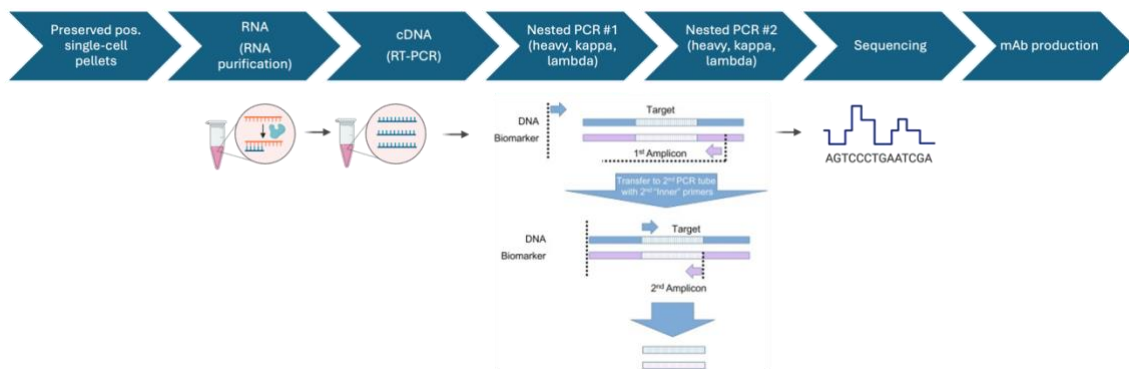 Preserved pos.
single-cell
pellets
RNA
(RNA
purification)
cDNA
(RT-PCR)
Nested PCR #1
(heavy, kappa,
lambda)
Nested PCR #2
(heavy, kappa,
lambda)
Sequencing
mAb production
Target
DNA
Biomarker
1st Amplicon
Transfer to 2nd PCR tube
with 2nd "Inner" primers
Target
DNA
Biomarker
2nd Amplicon
AGTCCCTGAATCGA